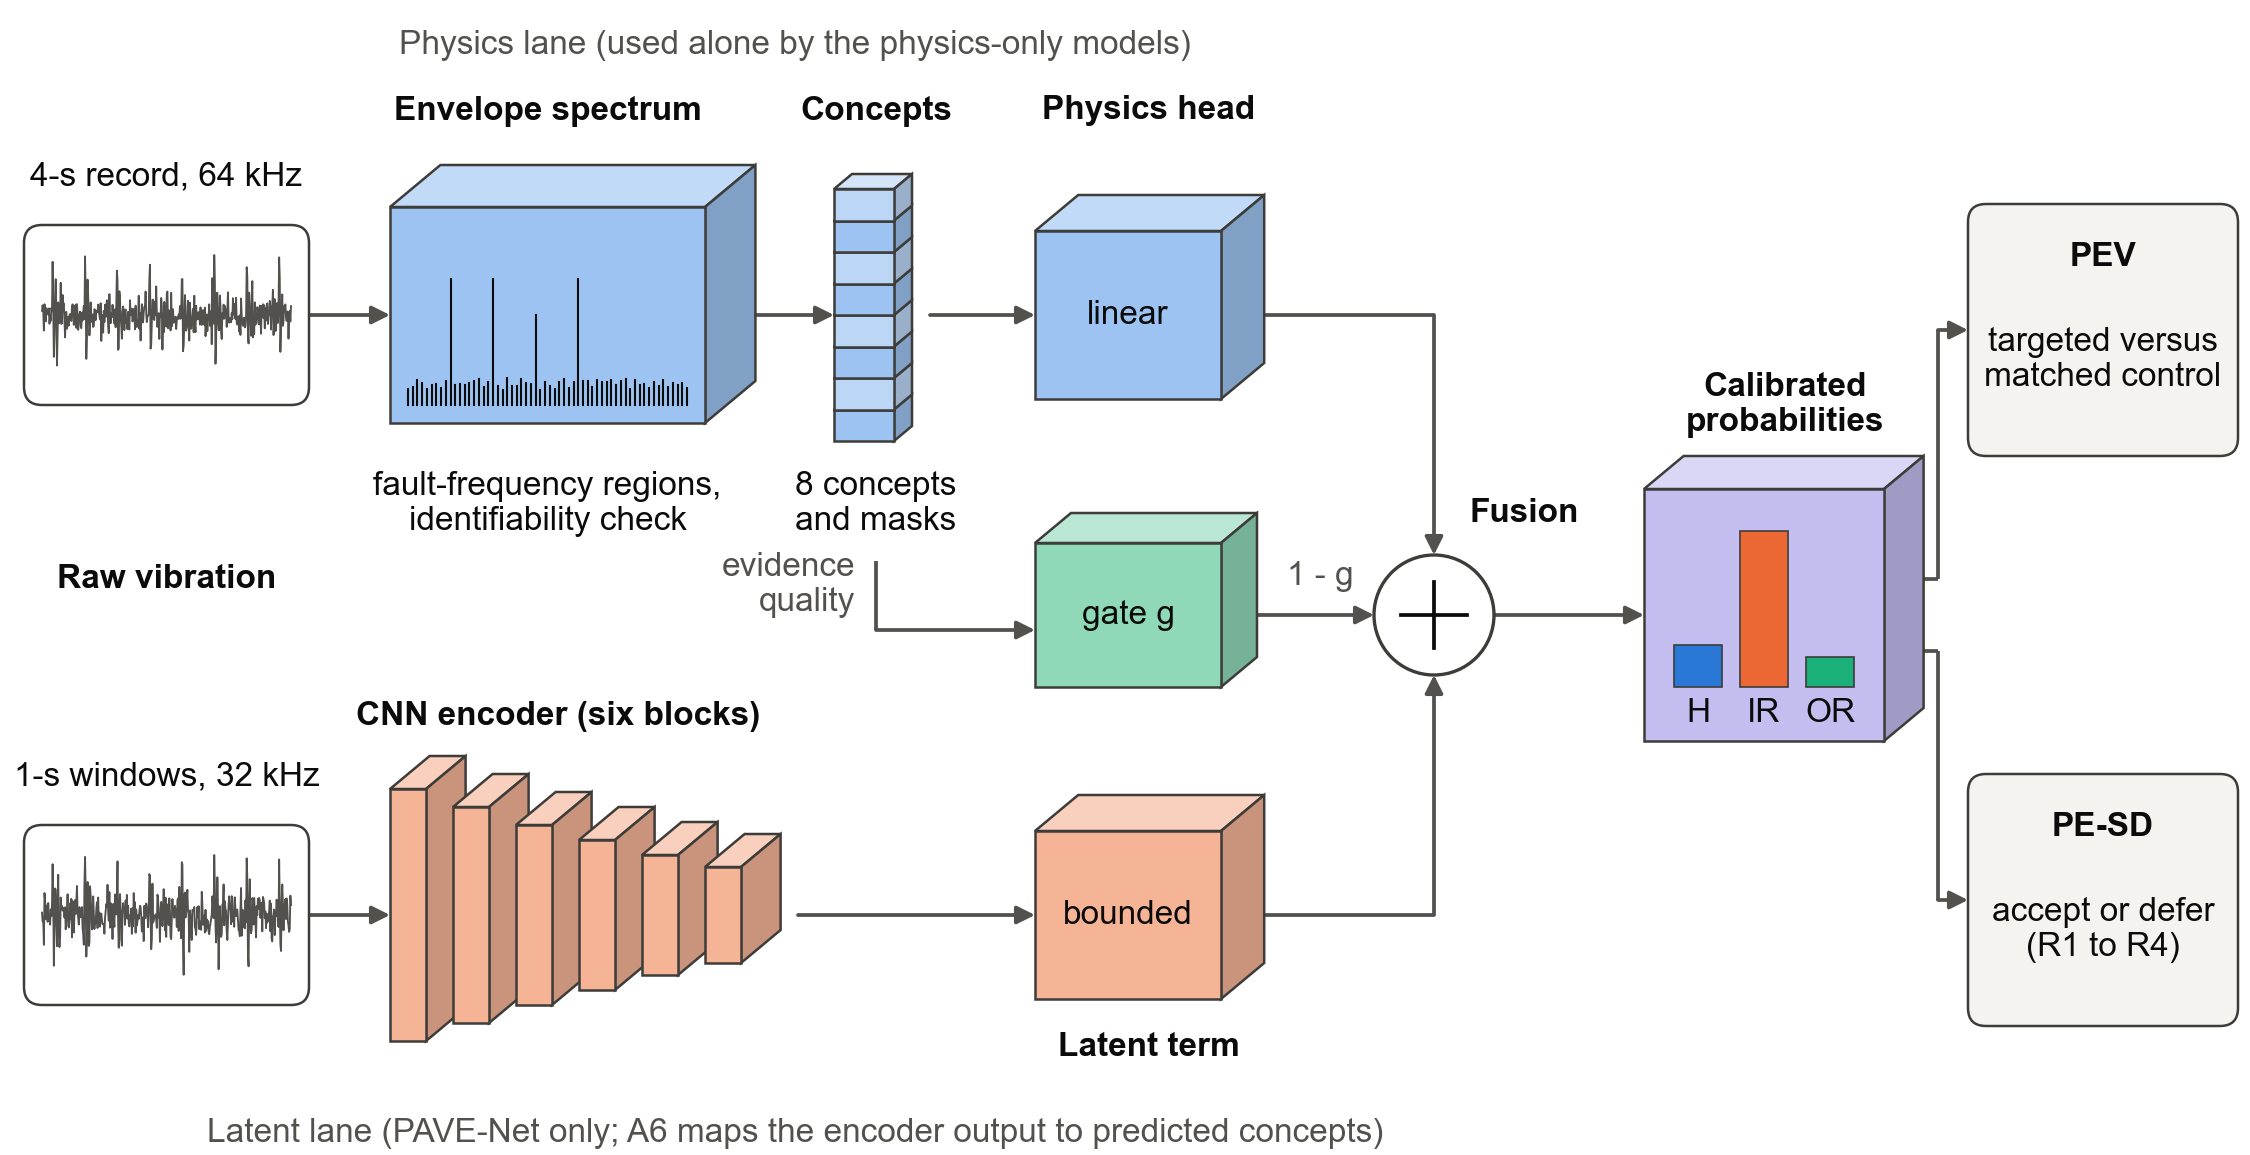 Physics lane (used alone by the physics-only models)
Envelope spectrum
Concepts
Physics head
4-s record, 64 kHz
linear
fault-frequency regions,
identifiability check
8 concepts
and masks
evidence
quality
gate g
1 - g
Fusion
Raw vibration
CNN encoder (six blocks)
1-s windows, 32 kHz
bounded
Latent term
Calibrated
probabilities
H IR OR
PEV
targeted versus
matched control
PE-SD
accept or defer
(R1 to R4)
Latent lane (PAVE-Net only; A6 maps the encoder output to predicted concepts)